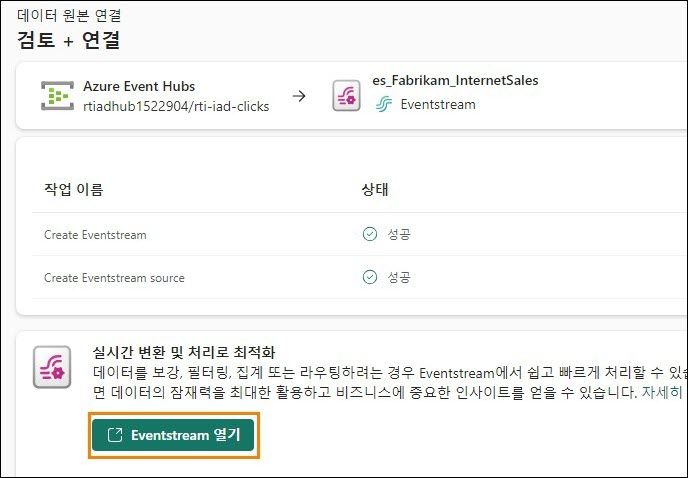 데이터 원본 연결
검토 + 연결
Azure Event Hubs
rtiadhub1522904/rti-iad-clicks
es_Fabrikam_InternetSales
Eventstream
작업 이름
상태
Create Eventstream
성공
Create Eventstream source
성공
실시간 변환 및 처리로 최적화
데이터를 보강, 필터링, 집계 또는 라우팅하려는 경우 Eventstream에서 쉽고 빠르게 처리할 수 있습
면 데이터의 잠재력을 최대한 활용하고 비즈니스에 중요한 인사이트를 얻을 수 있습니다. 자세히
Eventstream 열기